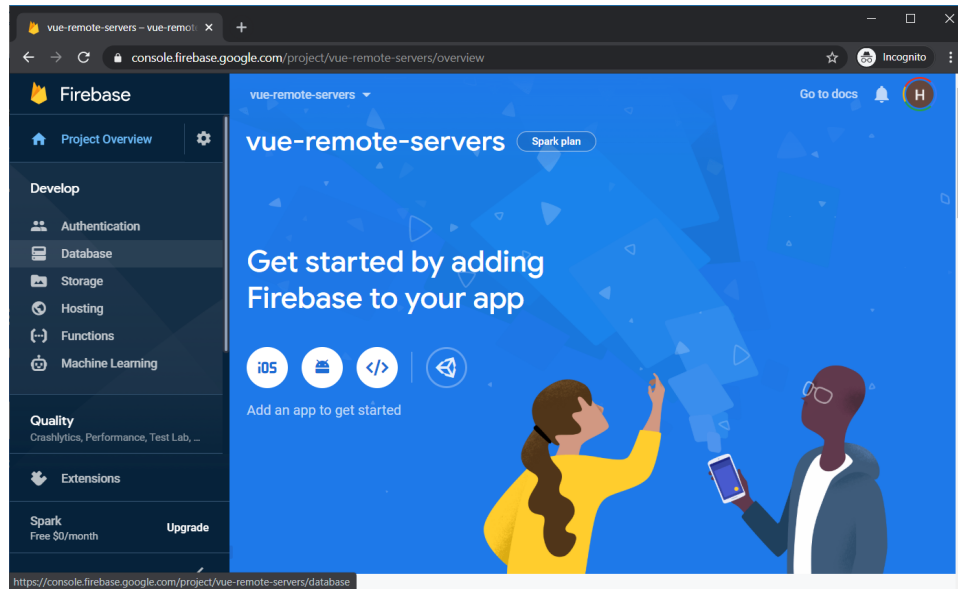 vue-remote-servers – vue-remot
console.firebase.google.com/project/vue-remote-servers/overview
Incognito
Firebase
vue-remote-servers
Go to docs
H
Project Overview
vue-remote-servers
Spark plan
Develop
Authentication
Database
Storage
Hosting
Functions
Machine Learning
Get started by adding
Firebase to your app
iOS
Add an app to get started
Quality
Crashlytics, Performance, Test Lab, ...
Extensions
Spark
Free $0/month
Upgrade
https://console.firebase.google.com/project/vue-remote-servers/database